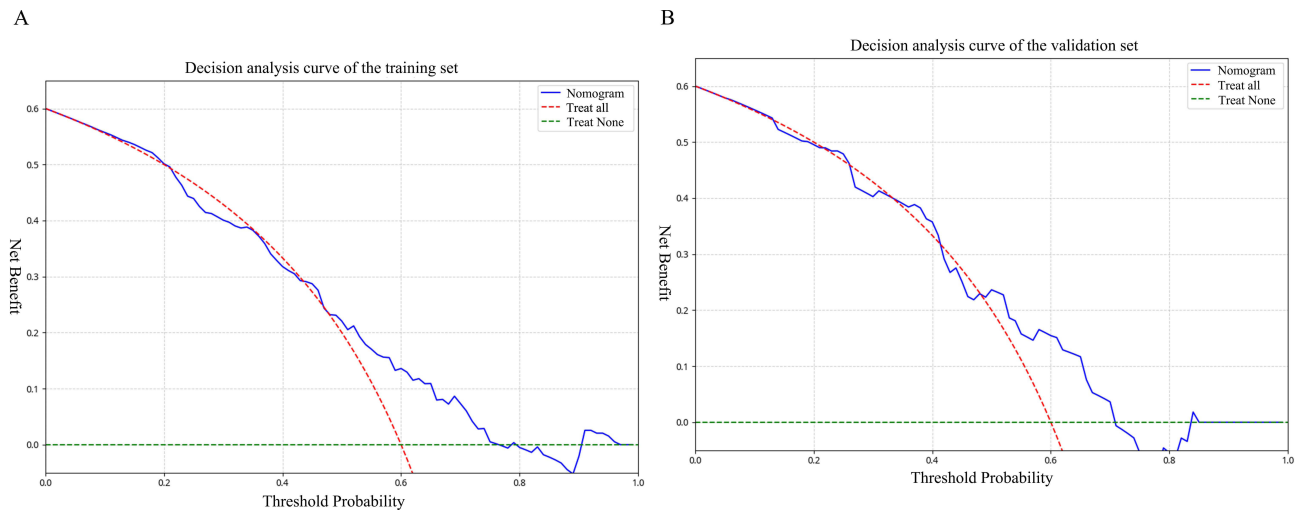 A
Decision analysis curve of the training set
Nomogram
Treat all
Treat None
0.6
0.5
0.4
0.3
0.2
0.1
0.0
Net Benefit
0.0 0.2 0.4 0.6 0.8 1.0
Threshold Probability
B
Decision analysis curve of the validation set
Nomogram
Treat all
Treat None
0.6
0.5
0.4
0.3
0.2
0.1
0.0
Net Benefit
0.0 0.2 0.4 0.6 0.8 1.0
Threshold Probability